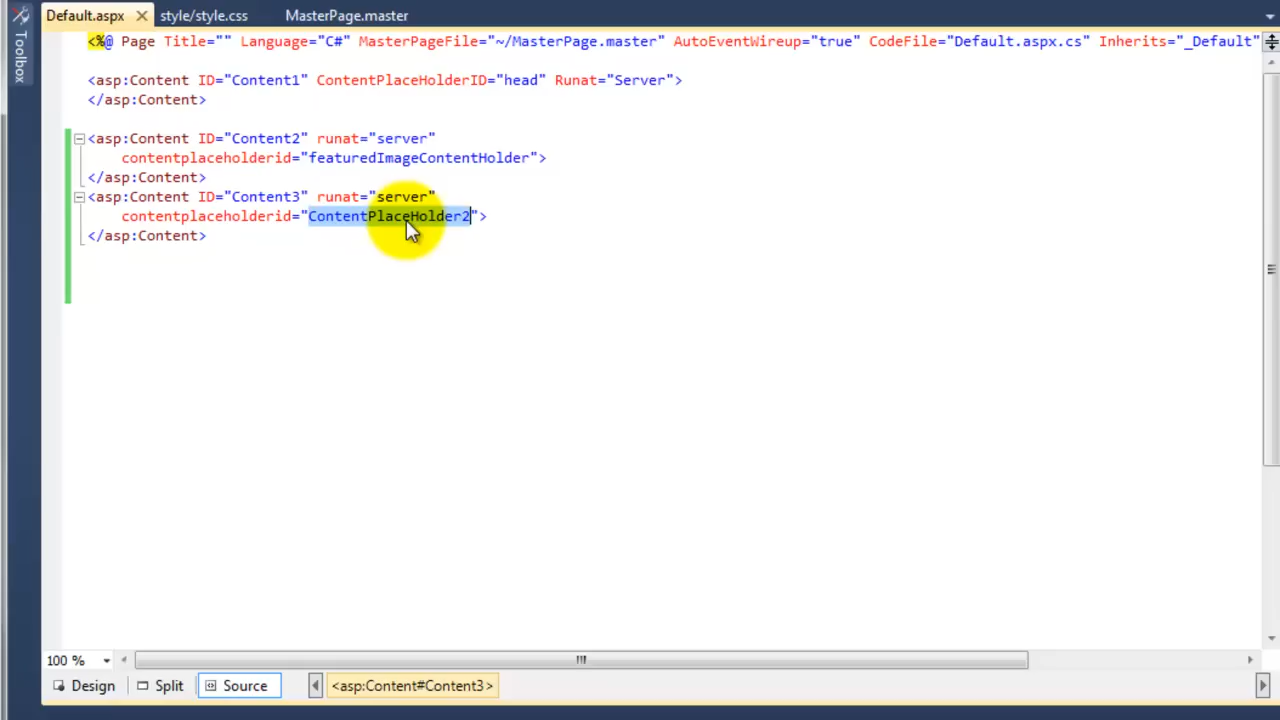 Default.aspx
style/style.css
MasterPage.master
Toolbox
<%@ Page Title="" Language="C#" MasterPageFile="~/MasterPage.master" AutoEventWireup="true" CodeFile="Default.aspx.cs" Inherits="_Default"
<asp:Content ID="Content1" ContentPlaceHolderID="head" Runat="Server">
</asp:Content>
<asp:Content ID="Content2" runat="server"
contentplaceholderid="featuredImageContentHolder">
</asp:Content>
<asp:Content ID="Content3" runat="server"
contentplaceholderid="ContentPlaceHolder2">
</asp:Content>
100 %
Design
Split
Source
<asp:Content#Content3>